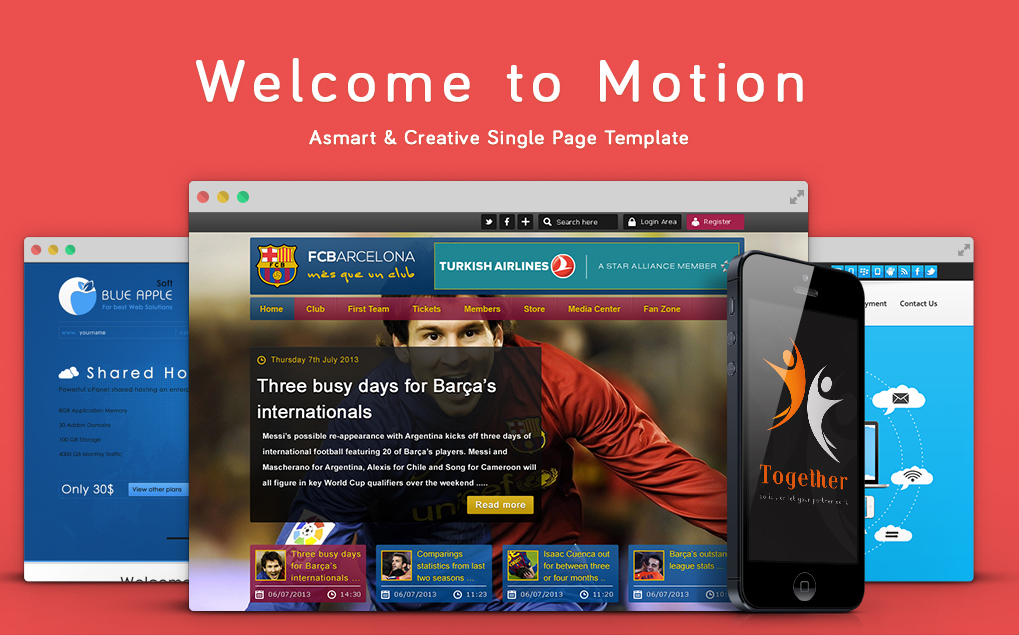 Welcome to Motion
Asmart & Creative Single Page Template
Search here
Login Area
Register
FCBARCELONA
més que un club
TURKISH AIRLINES
A STAR ALLIANCE MEMBER
Home Club First Team Tickets Members Store Media Center Fan Zone
Thursday 7th July 2013
Three busy days for Barça's
internationals
Messi's possible re-appearance with Argentina kicks off three days of
international football featuring 20 of Barça's players. Messi and
Mascherano for Argentina, Alexis for Chile and Song for Cameroon will
all figure in key World Cup qualifiers over the weekend .....
Read more
Three busy days
for Barça's
internationals ...
06/07/2013 14:30
Comparings
statistics from last
two seasons ...
06/07/2013 11:23
Isaac Cuenca out
for between three
or four months ..
06/07/2013 11:20
Barça's outstan
league stats ...
06/07/2013 10:
Soft
BLUE APPLE
For best Web Solutions
www. yourname
Shared Ho
Powerful cPanel shared hosting an enter
8GB Application Memory
30 Addon Domains
100 GB Storage
4000 GB Monthly Traffic
Only 30$
View other plans
Welcome
yment
Contact Us
Together